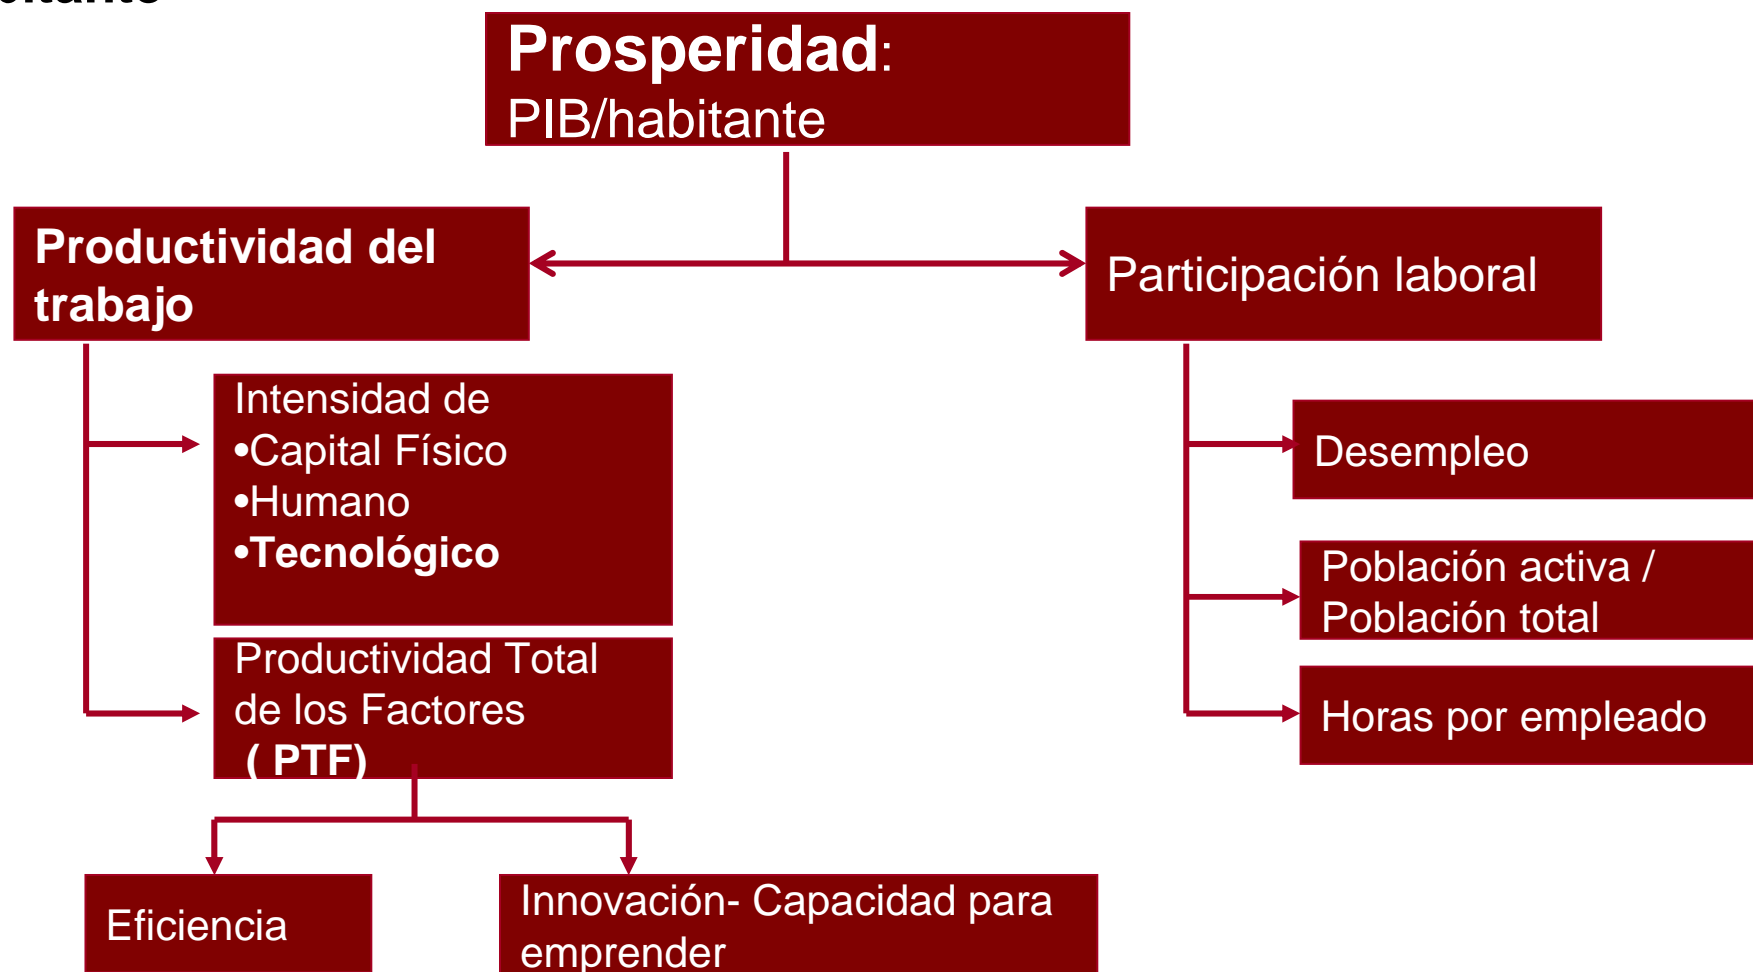 Prosperidad:
PIB/habitante
Productividad del
trabajo
Participación laboral
Intensidad de
•Capital Físico
•Humano
•Tecnológico
Desempleo
Población activa /
Población total
Productividad Total
de los Factores
( PTF)
Horas por empleado
Eficiencia
Innovación- Capacidad para
emprender